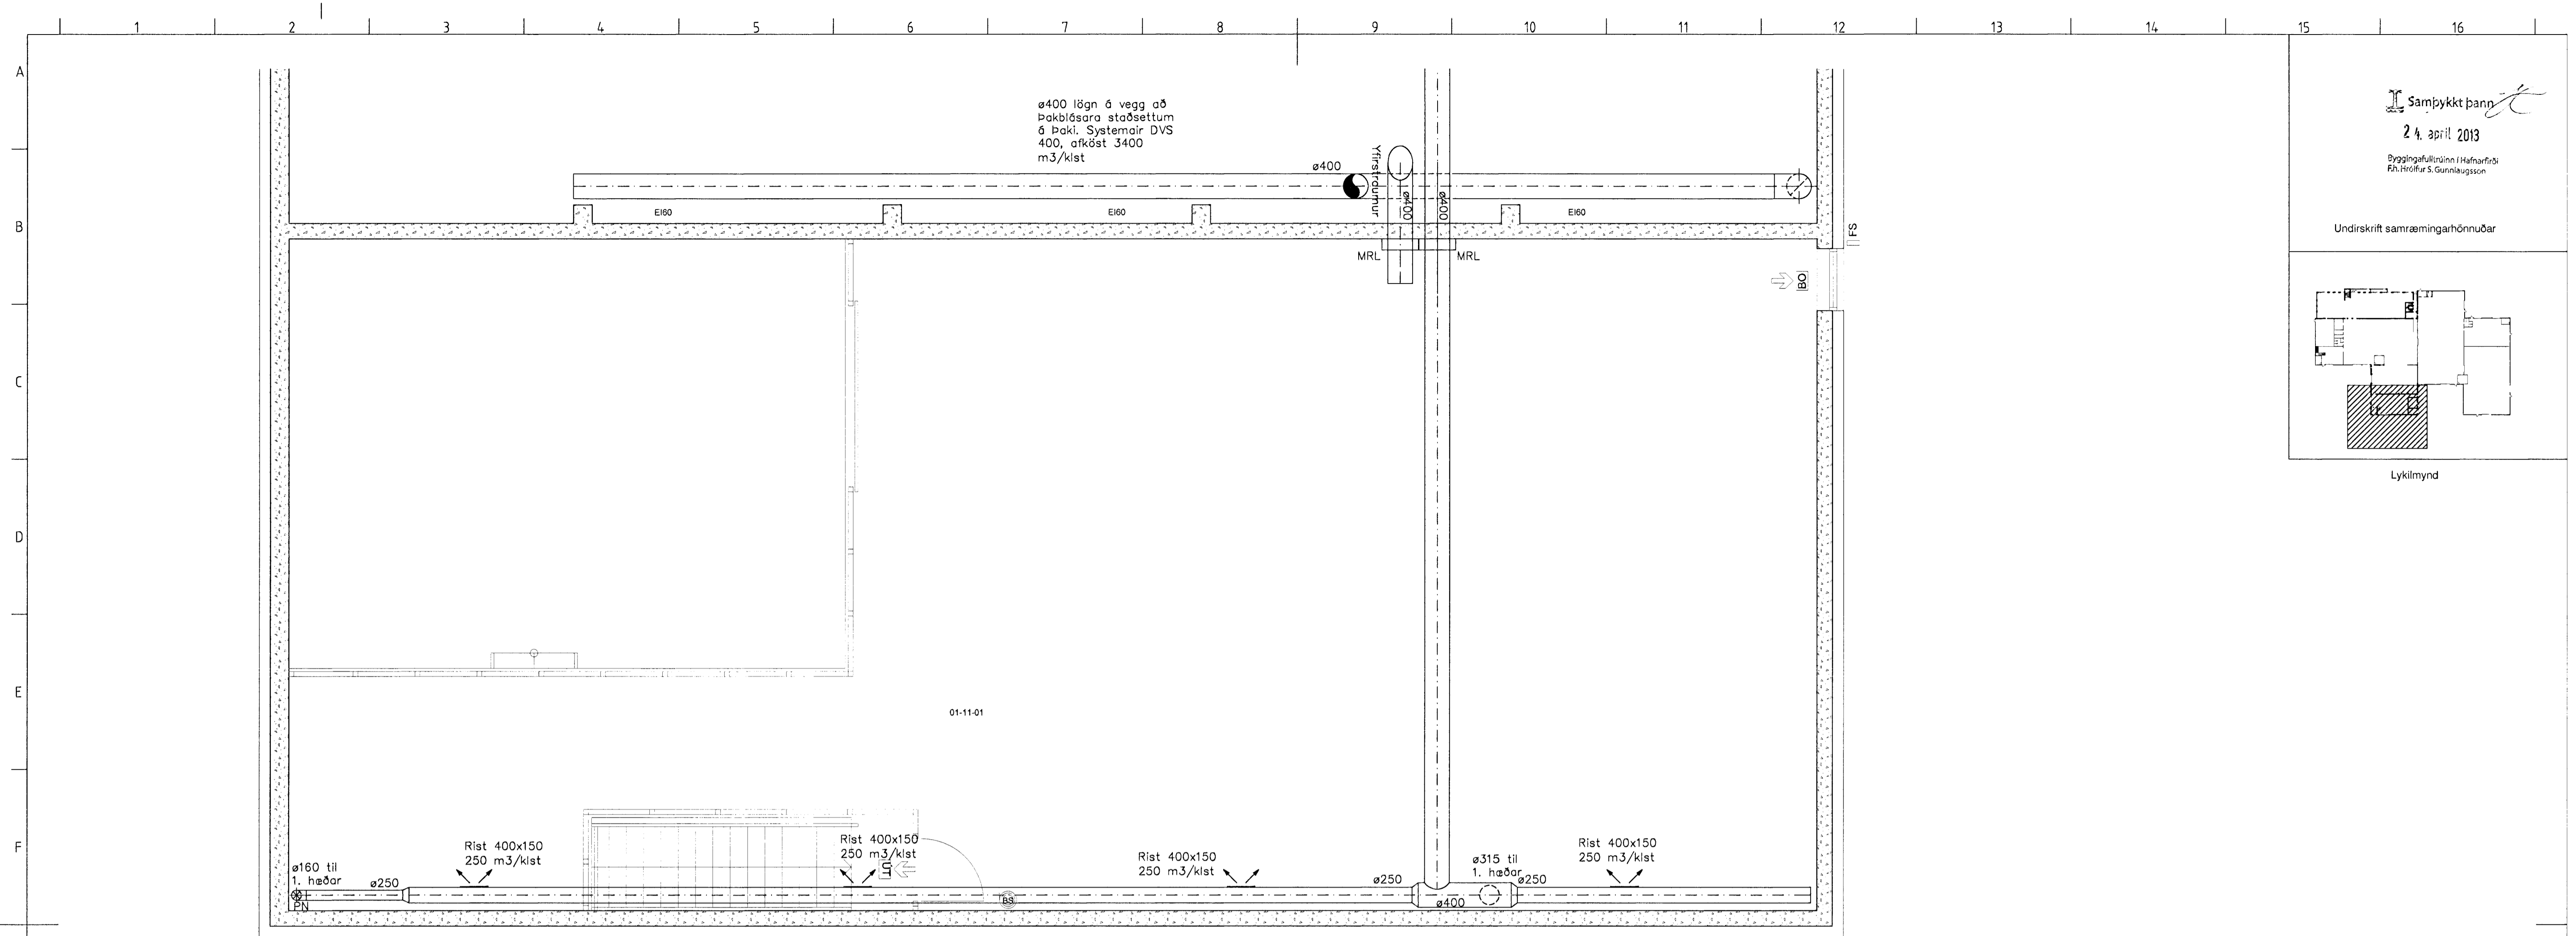 1 2 3 4 5 6 7 8 9 10 11 12 13 14 15 16
A
B
C
D
E
F
ø400 lögn á vegg að
þakblásara staðsettum
á þaki. Systemair DVS
400, afköst 3400
m3/klst
ø400
Yfirstraumur
ø400
ø400
EI60
EI60
EI60
MRL
MRL
FS
BO
01-11-01
ø160 til
1. hæðar
PN
ø250
Rist 400x150
250 m3/klst
Rist 400x150
250 m3/klst
ÚT
BS
Rist 400x150
250 m3/klst
ø250
ø400
ø315 til
1. hæðar
ø250
Rist 400x150
250 m3/klst
Samþykkt þann
24. april 2013
Byggingafulltrúinn í Hafnarfirði
F.h. Hrólfur S. Gunnlaugsson
Undirskrift samræmingarhönnuðar
Lykilmynd